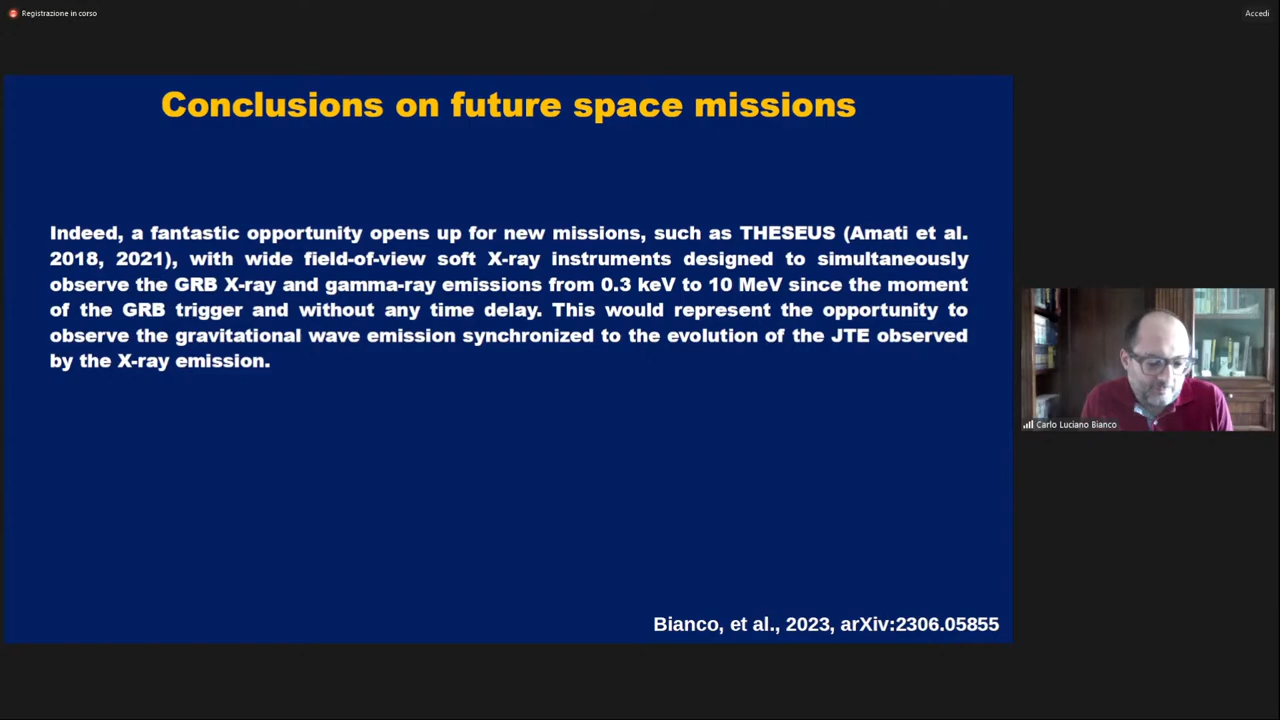 Registrazione in corso
Accedi
Conclusions on future space missions
Indeed, a fantastic opportunity opens up for new missions, such as THESEUS (Amati et al.
2018, 2021), with wide field-of-view soft X-ray instruments designed to simultaneously
observe the GRB X-ray and gamma-ray emissions from 0.3 keV to 10 MeV since the moment
of the GRB trigger and without any time delay. This would represent the opportunity to
observe the gravitational wave emission synchronized to the evolution of the JTE observed
by the X-ray emission.
Carlo Luciano Bianco
Bianco, et al., 2023, arXiv:2306.05855